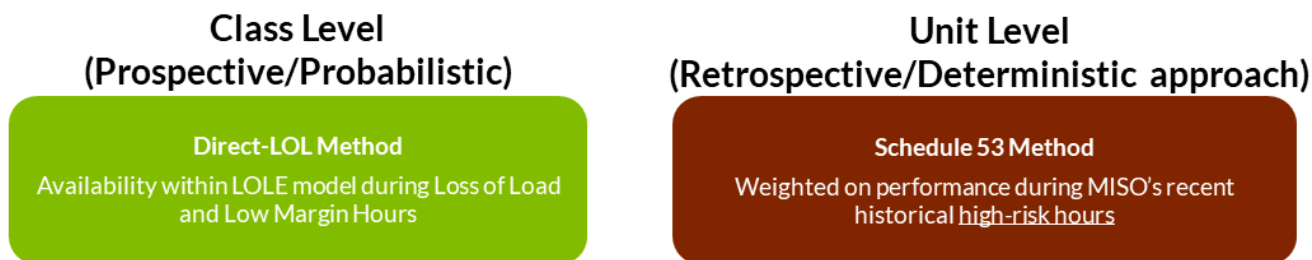 Class Level
(Prospective/Probabilistic)
Direct-LOL Method
Availability within LOLE model during Loss of Load
and Low Margin Hours
Unit Level
(Retrospective/Deterministic approach)
Schedule 53 Method
Weighted on performance during MISO's recent
historical high-risk hours